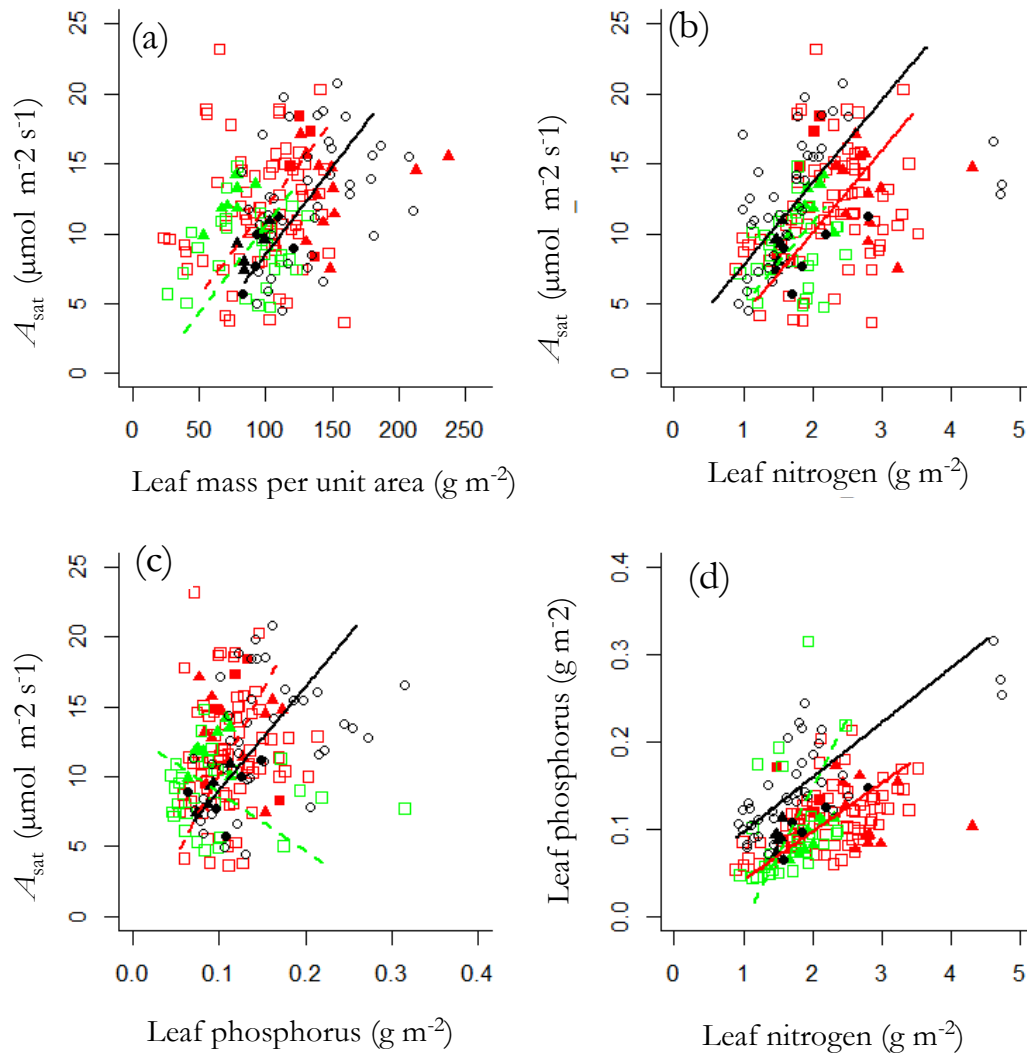 (a)
25
20
15
10
5
0
A_sat (µmol m-2 s-1)
0 50 100 150 200 250
Leaf mass per unit area (g m-2)
(b)
25
20
15
10
5
0
A_sat (µmol m-2 s-1)
0 1 2 3 4 5
Leaf nitrogen (g m-2)
(c)
25
20
15
10
5
0
A_sat (µmol m-2 s-1)
0.0 0.1 0.2 0.3 0.4
Leaf phosphorus (g m-2)
(d)
0.4
0.3
0.2
0.1
0.0
Leaf phosphorus (g m-2)
0 1 2 3 4 5
Leaf nitrogen (g m-2)